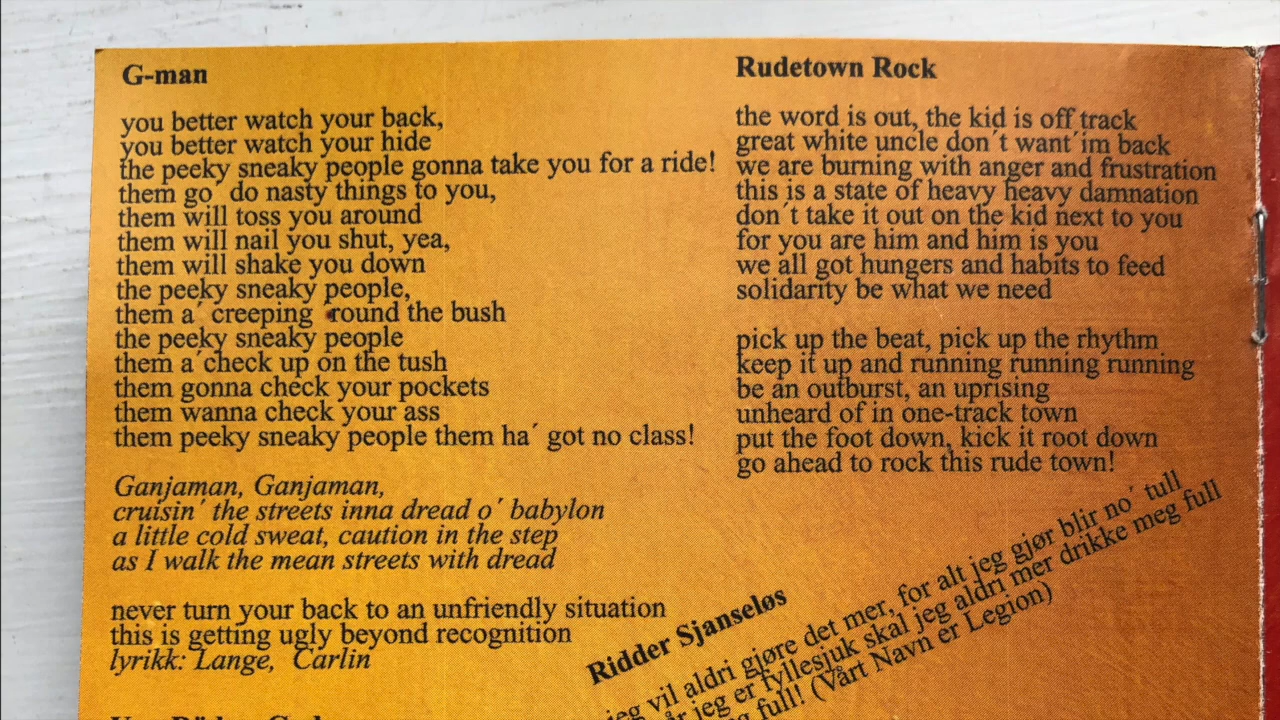 G-man
you better watch your back,
you better watch your hide
the peeky sneaky people gonna take you for a ride!
them go´ do nasty things to you,
them will toss you around
them will nail you shut, yea,
them will shake you down
the peeky sneaky people,
them a´ creeping ´round the bush
the peeky sneaky people
them a´check up on the tush
them gonna check your pockets
them wanna check your ass
them peeky sneaky people them ha´ got no class!
Ganjaman, Ganjaman,
cruisin´ the streets inna dread o´ babylon
a little cold sweat, caution in the step
as I walk the mean streets with dread
never turn your back to an unfriendly situation
this is getting ugly beyond recognition
lyrikk: Lange, Carlin
Rudetown Rock
the word is out, the kid is off track
great white uncle don´t want´im back
we are burning with anger and frustration
this is a state of heavy heavy damnation
don´t take it out on the kid next to you
for you are him and him is you
we all got hungers and habits to feed
solidarity be what we need
pick up the beat, pick up the rhythm
keep it up and running running running
be an outburst, an uprising
unheard of in one-track town
put the foot down, kick it root down
go ahead to rock this rude town!
Ridder Sjanseløs
jeg vil aldri gjøre det mer, for alt jeg gjør blir no´ tull
jeg er fyllesjuk skal jeg aldri mer drikke meg full
full! (Vårt Navn er Legion)